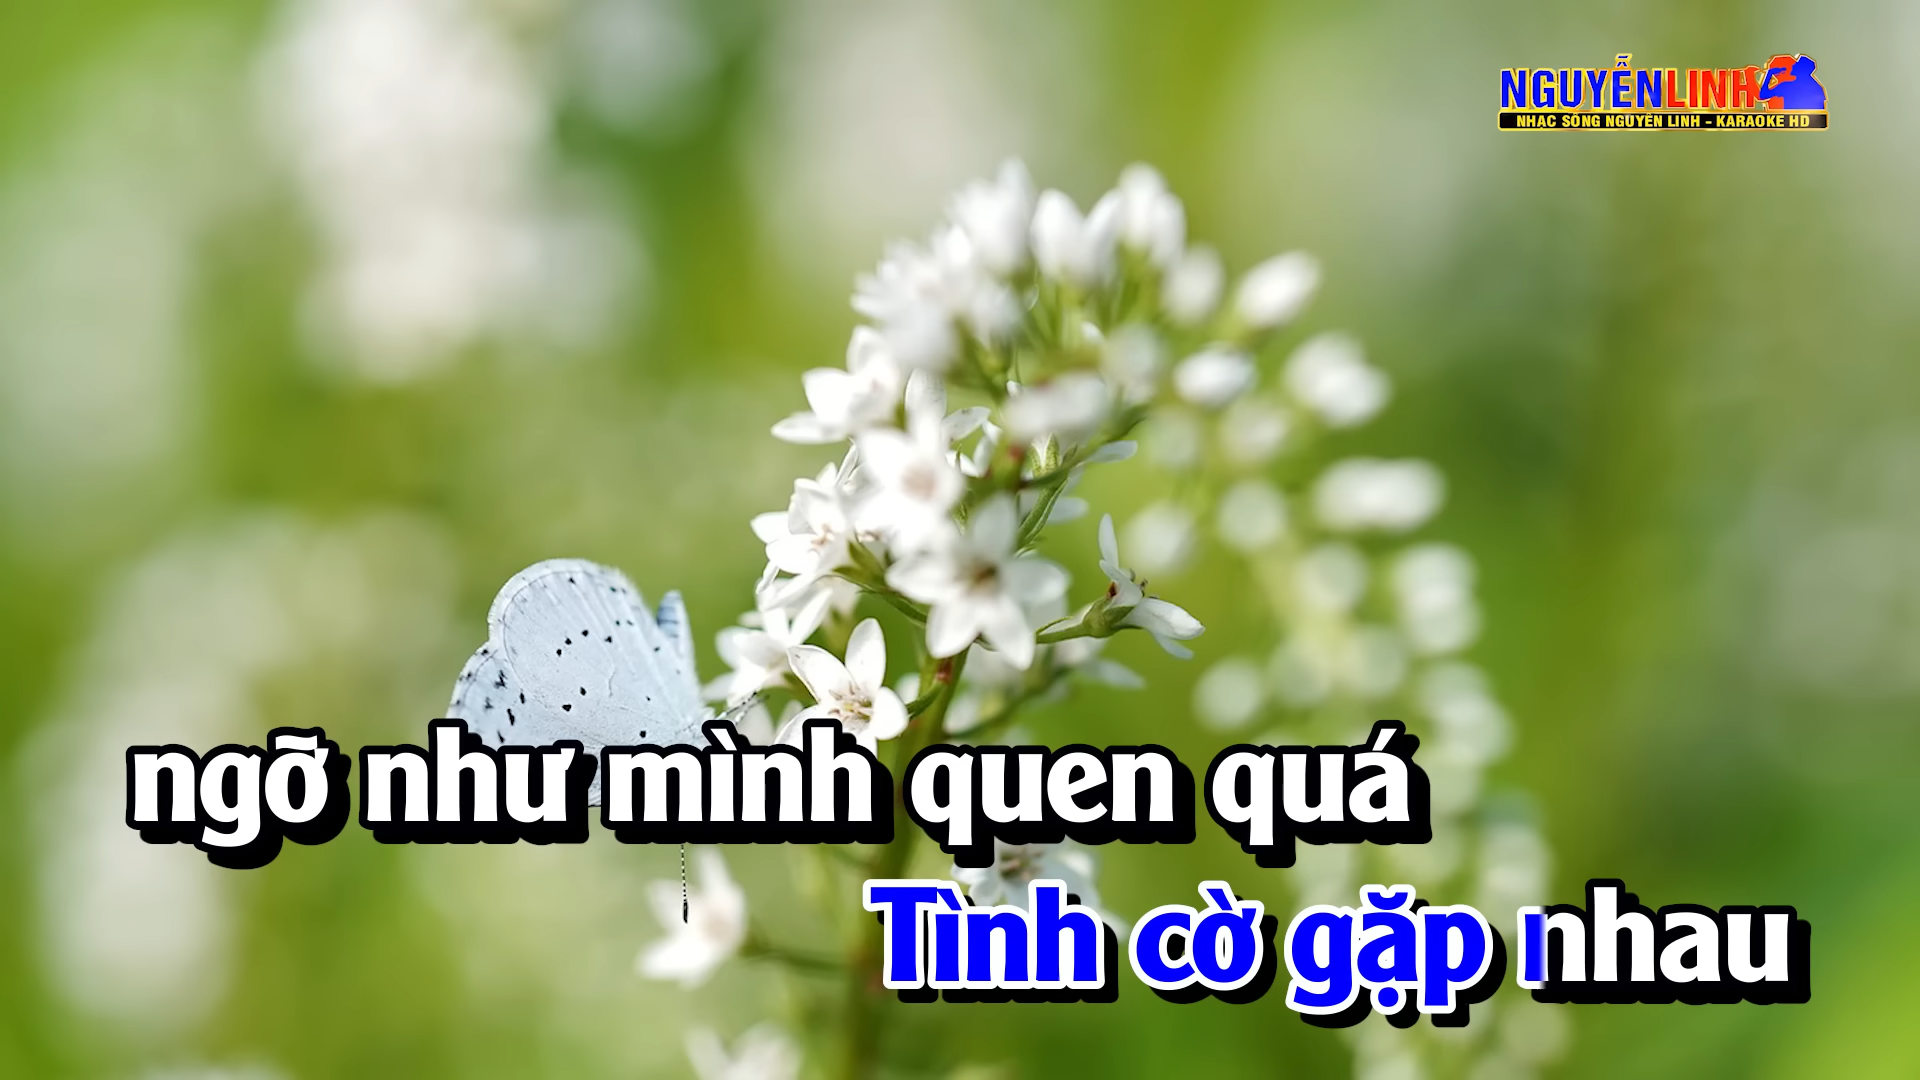 NGUYỄNLINH
NHẠC SỐNG NGUYỄN LINH - KARAOKE HD
ngỡ như mình quen quá
Tình cờ gặp nhau